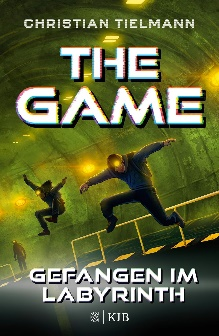 CHRISTIAN TIELMANN
THE
GAME
GEFANGEN IM
LABYRINTH
KJB